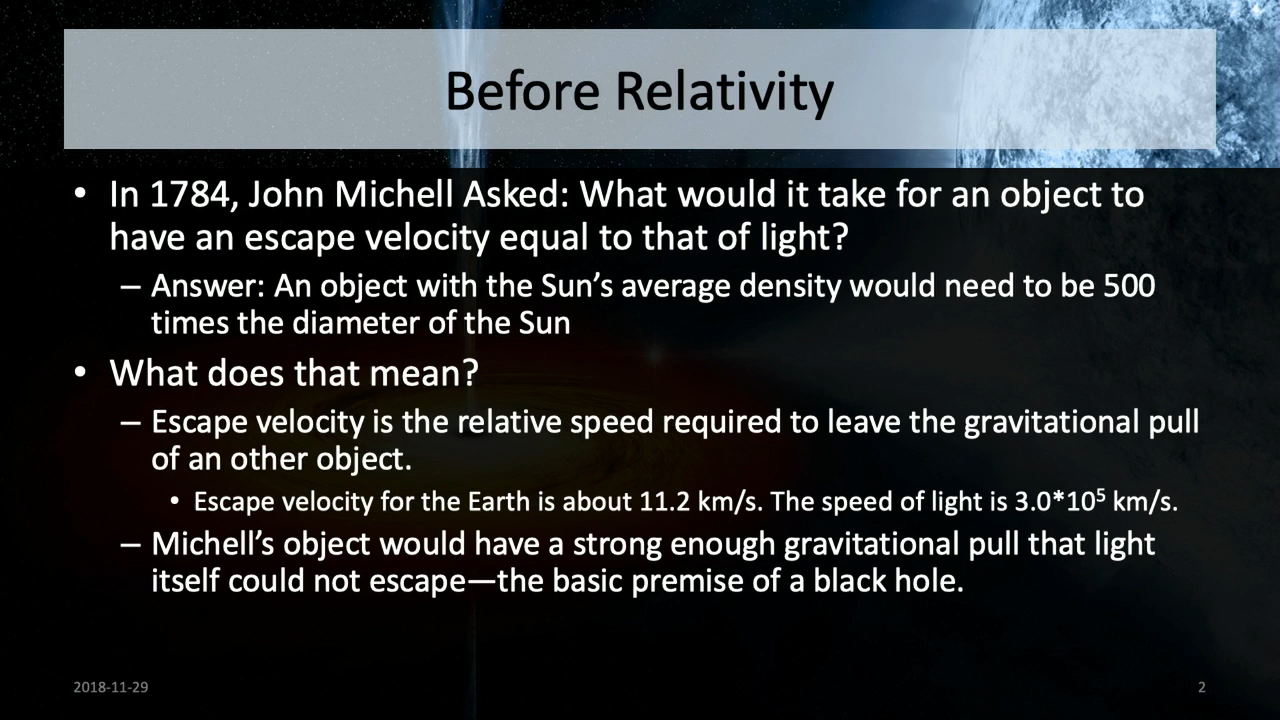 Before Relativity
• In 1784, John Michell Asked: What would it take for an object to
have an escape velocity equal to that of light?
– Answer: An object with the Sun’s average density would need to be 500
times the diameter of the Sun
• What does that mean?
– Escape velocity is the relative speed required to leave the gravitational pull
of an other object.
• Escape velocity for the Earth is about 11.2 km/s. The speed of light is 3.0*10⁵ km/s.
– Michell’s object would have a strong enough gravitational pull that light
itself could not escape—the basic premise of a black hole.
2018-11-29
2